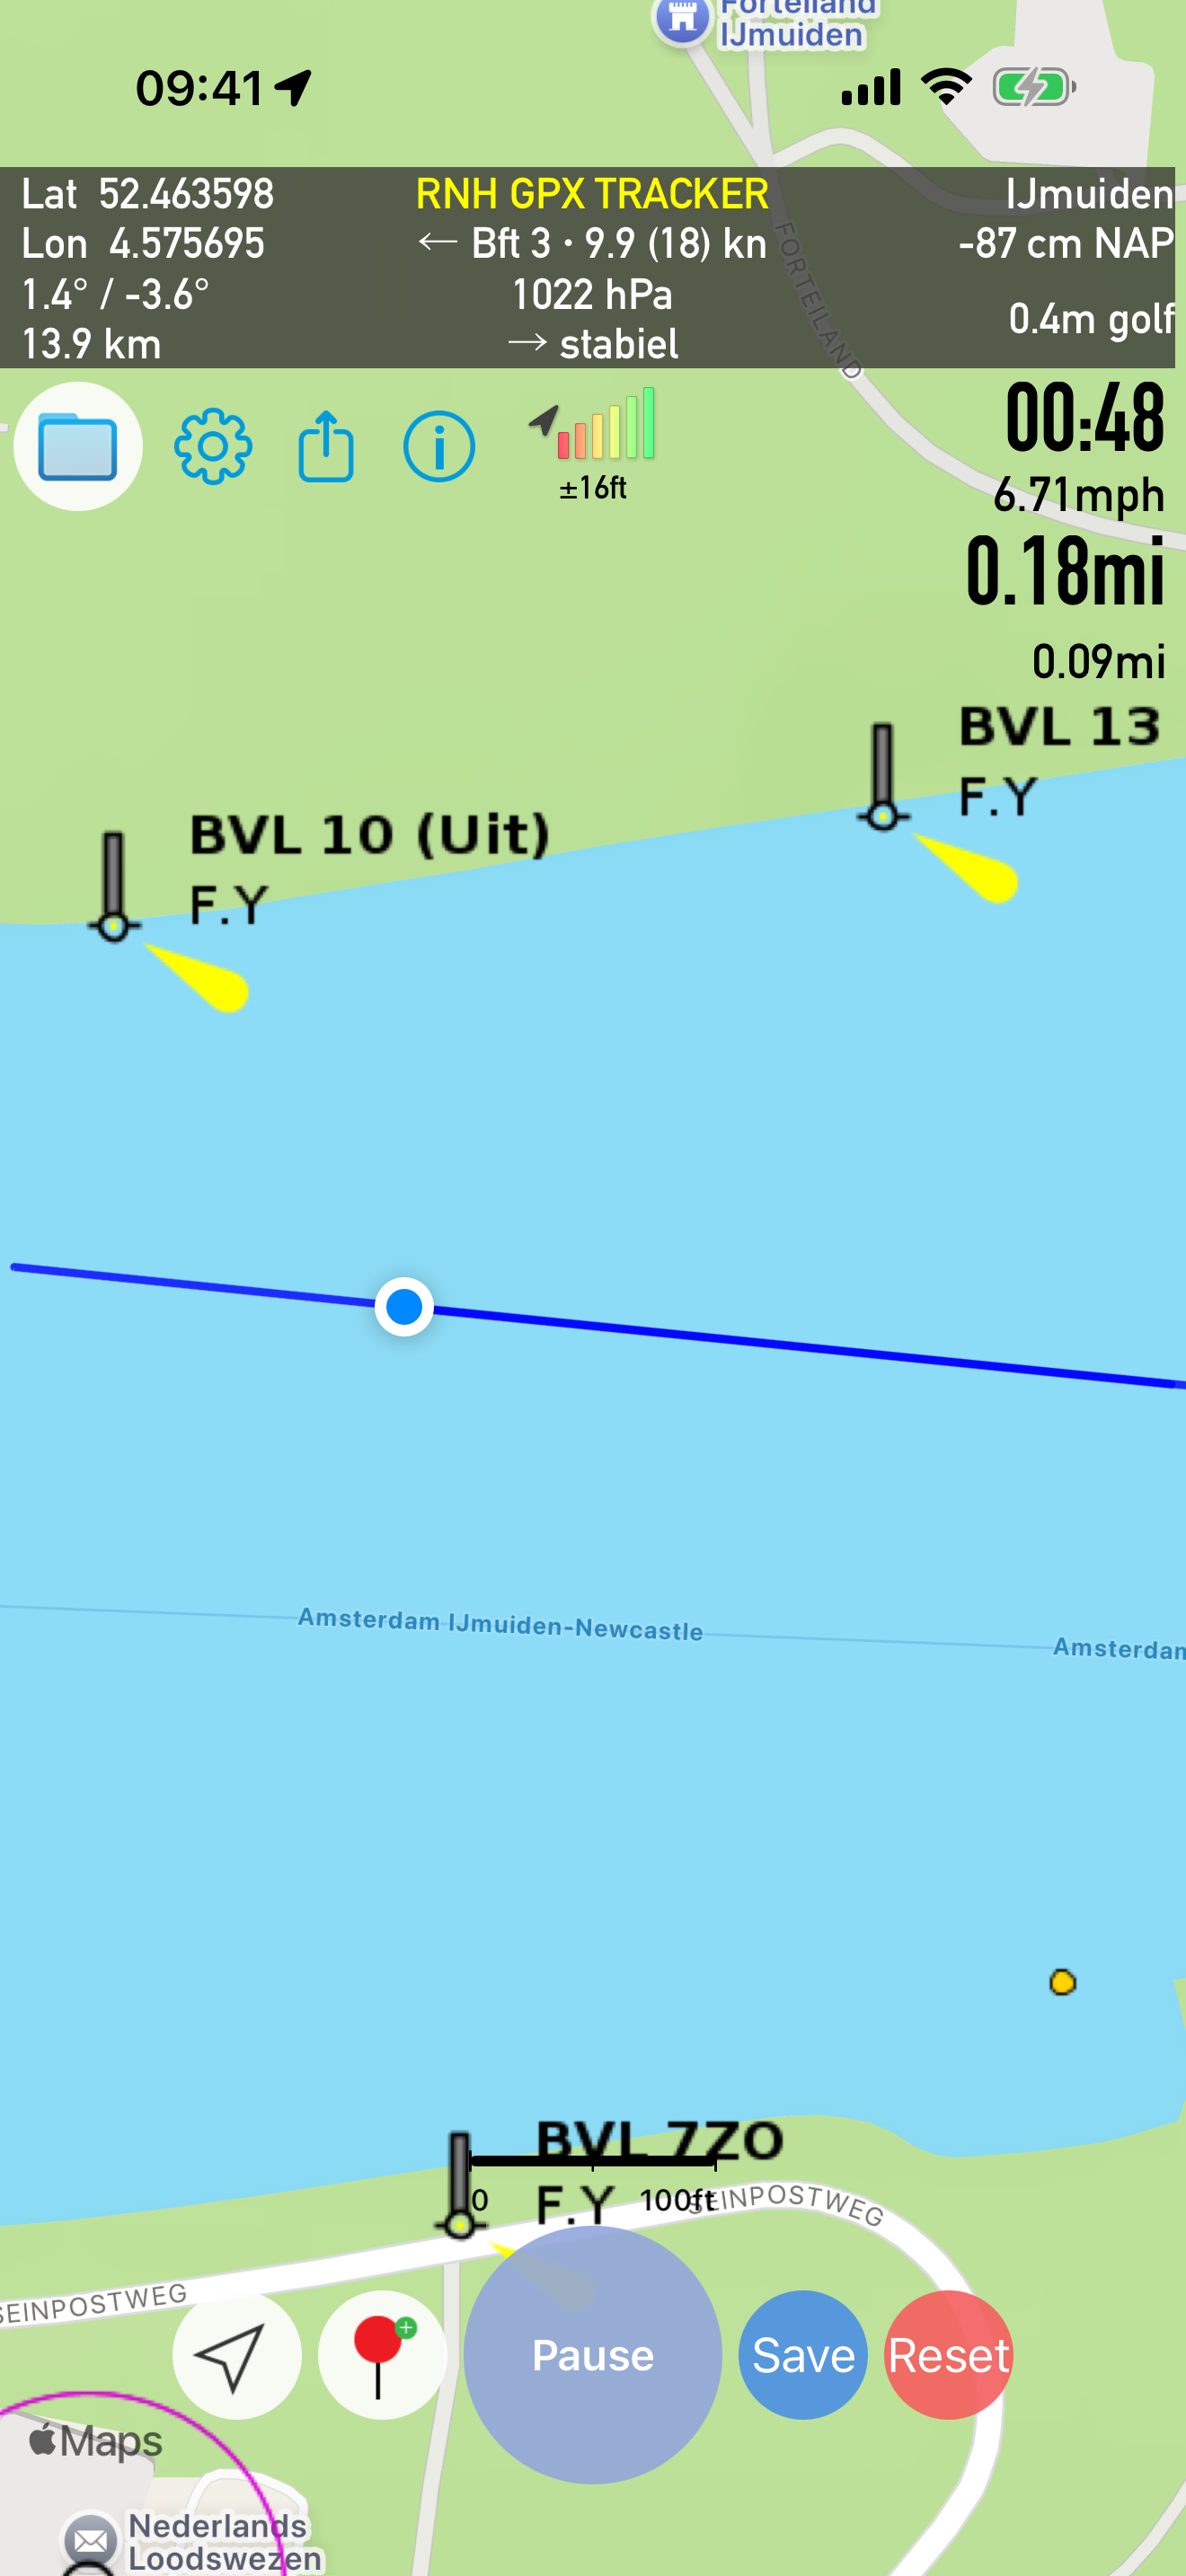 Forteiland
IJmuiden
09:41
Lat 52.463598
Lon 4.575695
1.4° / -3.6°
13.9 km
RNH GPX TRACKER
← Bft 3 · 9.9 (18) kn
1022 hPa
→ stabiel
IJmuiden
-87 cm NAP
0.4m golf
FORTEILAND
±16ft
00:48
6.71mph
0.18mi
0.09mi
BVL 13
F.Y
BVL 10 (Uit)
F.Y
Amsterdam IJmuiden-Newcastle
Amsterdam
BVL 7ZO
F.Y
0 100ft
SEINPOSTWEG
SEINPOSTWEG
Pause
Save
Reset
Maps
Nederlands
Loodswezen